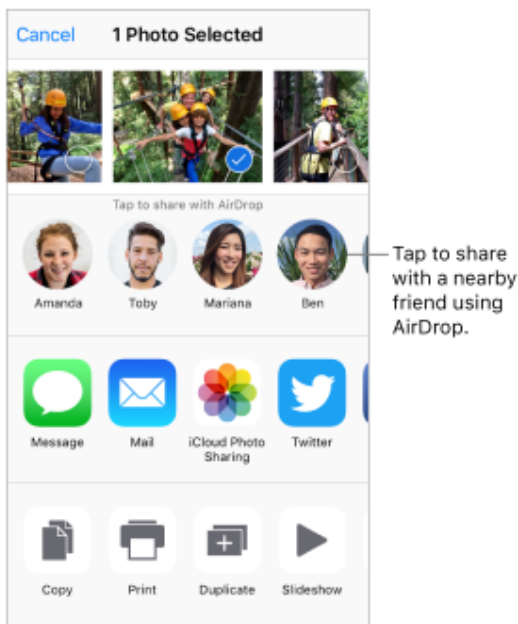 Cancel 1 Photo Selected
Tap to share with AirDrop
Amanda Toby Mariana Ben
Tap to share
with a nearby
friend using
AirDrop.
Message Mail iCloud Photo Twitter
Sharing
Copy Print Duplicate Slideshow